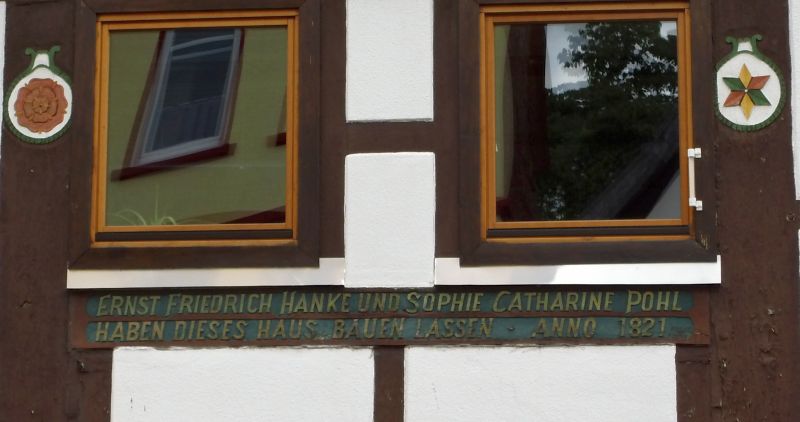 ERNST FRIEDRICH HANKE UND SOPHIE CATHARINE POHL
HABEN DIESES HAUS BAUEN LASSEN - ANNO 1821